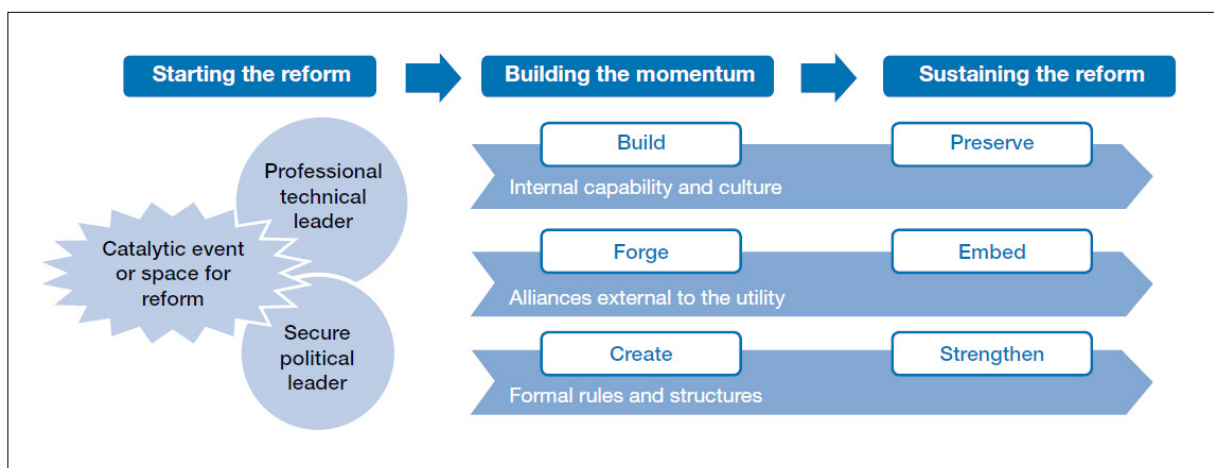 Starting the reform
Building the momentum
Sustaining the reform
Professional
technical
leader
Catalytic event
or space for
reform
Secure
political
leader
Build
Preserve
Internal capability and culture
Forge
Embed
Alliances external to the utility
Create
Strengthen
Formal rules and structures